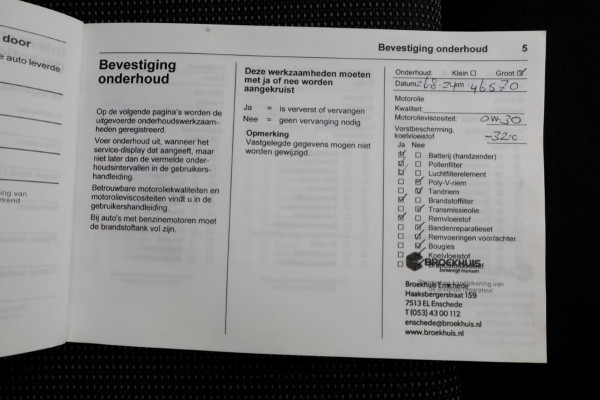 door
e auto leverde
ng van
kend
Bevestiging onderhoud 5
Bevestiging
onderhoud
Op de volgende pagina's worden de
uitgevoerde onderhoudswerkzaam-
heden geregistreerd.
Voer onderhoud uit, wanneer het
service-display dat aangeeft, maar
niet later dan de vermelde onder-
houdsintervallen in de gebruikers-
handleiding.
Betrouwbare motoroliekwaliteiten en
motorolieviscositeiten vindt u in de
gebruikershandleiding.
Bij auto's met benzinemotoren moet
de brandstoftank vol zijn.
Deze werkzaamheden moeten
met ja of nee worden
aangekruist
Ja = is ververst of vervangen
Nee = geen vervanging nodig
Opmerking
Vastgelegde gegevens mogen niet
worden gewijzigd.
Onderhoud: Klein Groot
Datum km 46570
Motorolie
Kwaliteit:
Motorolieviscositeit: 0W-30
Vorstbescherming,
koelvloeistof -32°C
Ja Nee
Batterij (handzender)
Pollenfilter
Luchtfilterelement
Poly-V-riem
Tandriem
Brandstoffilter
Transmissieolie
Remvloeistof
Bandenreparatieset
Remvoeringen voor/achter
Bougies
Koelvloeistof
BROEKHUIS
beweegt mensen
Broekhuis Enschede
Haaksbergerstraat 159
7513 EL Enschede
T (053) 43 00 112
enschede@broekhuis.nl
www.broekhuis.nl